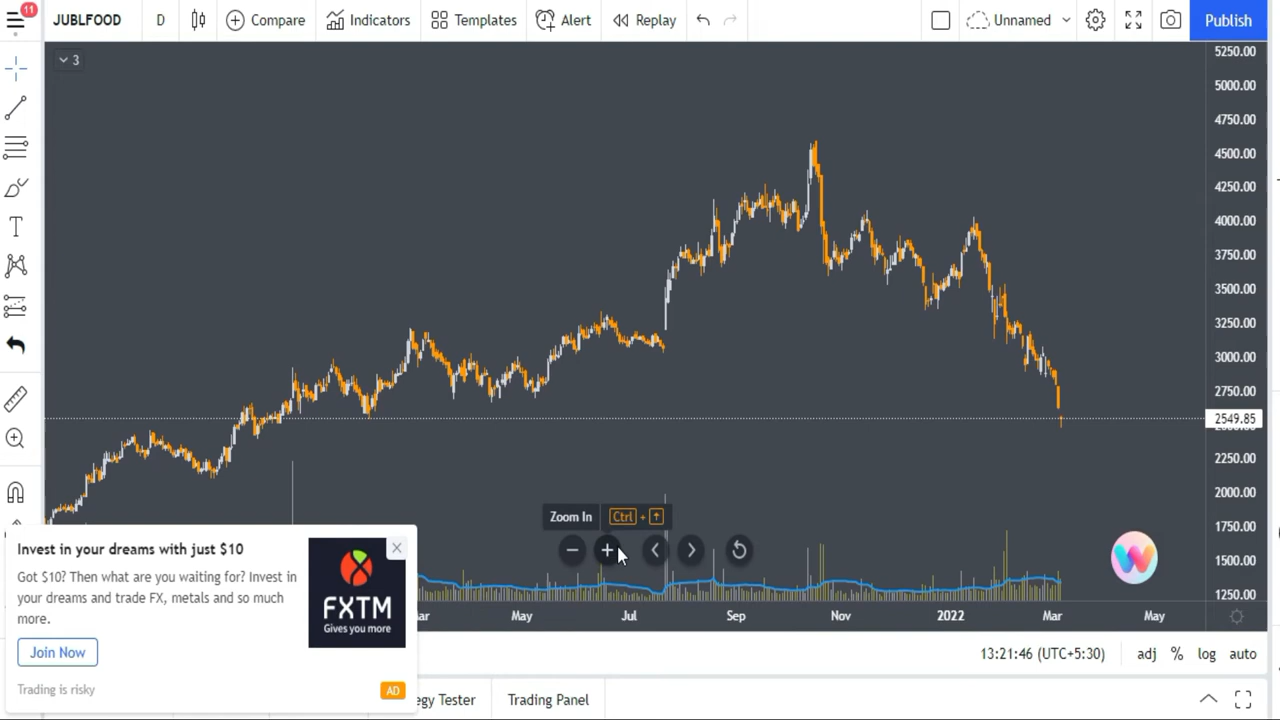 11
JUBLFOOD D Compare Indicators Templates Alert Replay Unnamed Publish
3
5250.00
5000.00
4750.00
4500.00
4250.00
4000.00
3750.00
3500.00
3250.00
3000.00
2750.00
2549.85
2250.00
2000.00
1750.00
1500.00
1250.00
Zoom In Ctrl + ↑
Invest in your dreams with just $10
Got $10? Then what are you waiting for? Invest in
your dreams and trade FX, metals and so much
more.
Join Now
Trading is risky
AD
FXTM
Gives you more
May Jul Sep Nov 2022 Mar May
13:21:46 (UTC+5:30) adj % log auto
Trading Panel